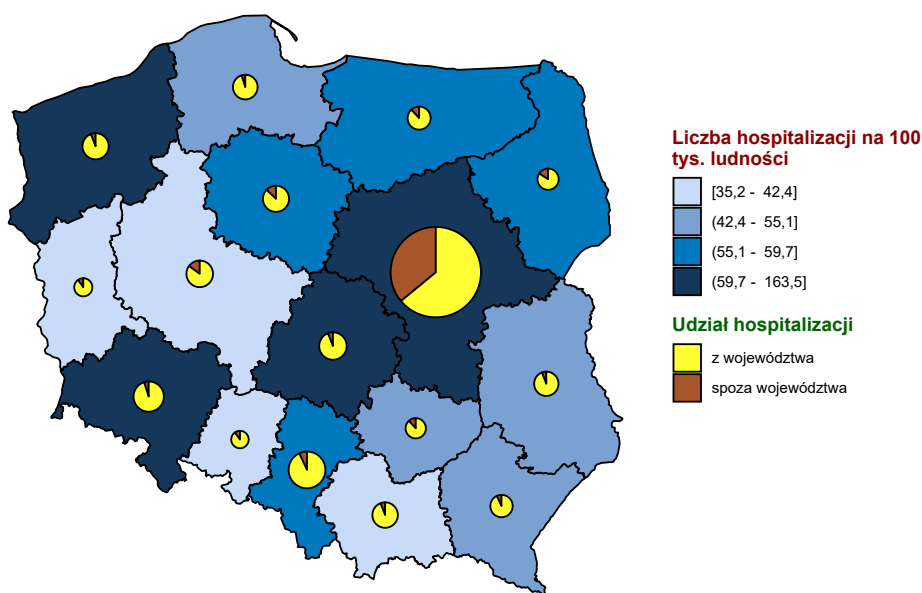 Liczba hospitalizacji na 100
tys. ludności
[35,2 -  42,4]
(42,4 -  55,1]
(55,1 -  59,7]
(59,7 -  163,5]
Udział hospitalizacji
z województwa
spoza województwa